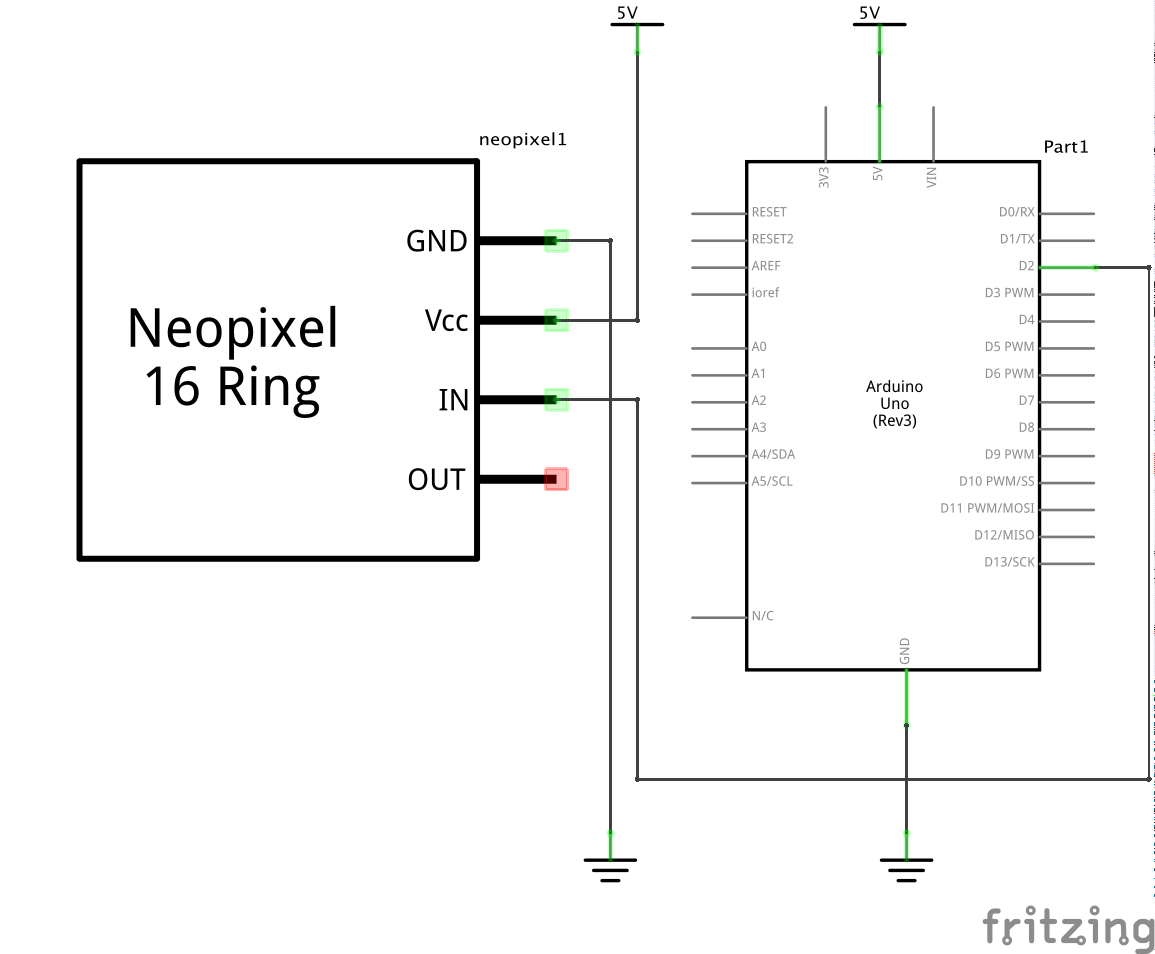 5V
5V
neopixel1
Part1
3V3
5V
VIN
GND
Vcc
IN
OUT
Neopixel
16 Ring
RESET
RESET2
AREF
ioref
A0
A1
A2
A3
A4/SDA
A5/SCL
N/C
Arduino
Uno
(Rev3)
D0/RX
D1/TX
D2
D3 PWM
D4
D5 PWM
D6 PWM
D7
D8
D9 PWM
D10 PWM/SS
D11 PWM/MOSI
D12/MISO
D13/SCK
GND
fritzing